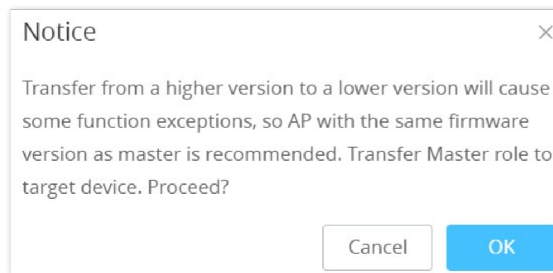 Notice
Transfer from a higher version to a lower version will cause
some function exceptions, so AP with the same firmware
version as master is recommended. Transfer Master role to
target device. Proceed?
Cancel OK